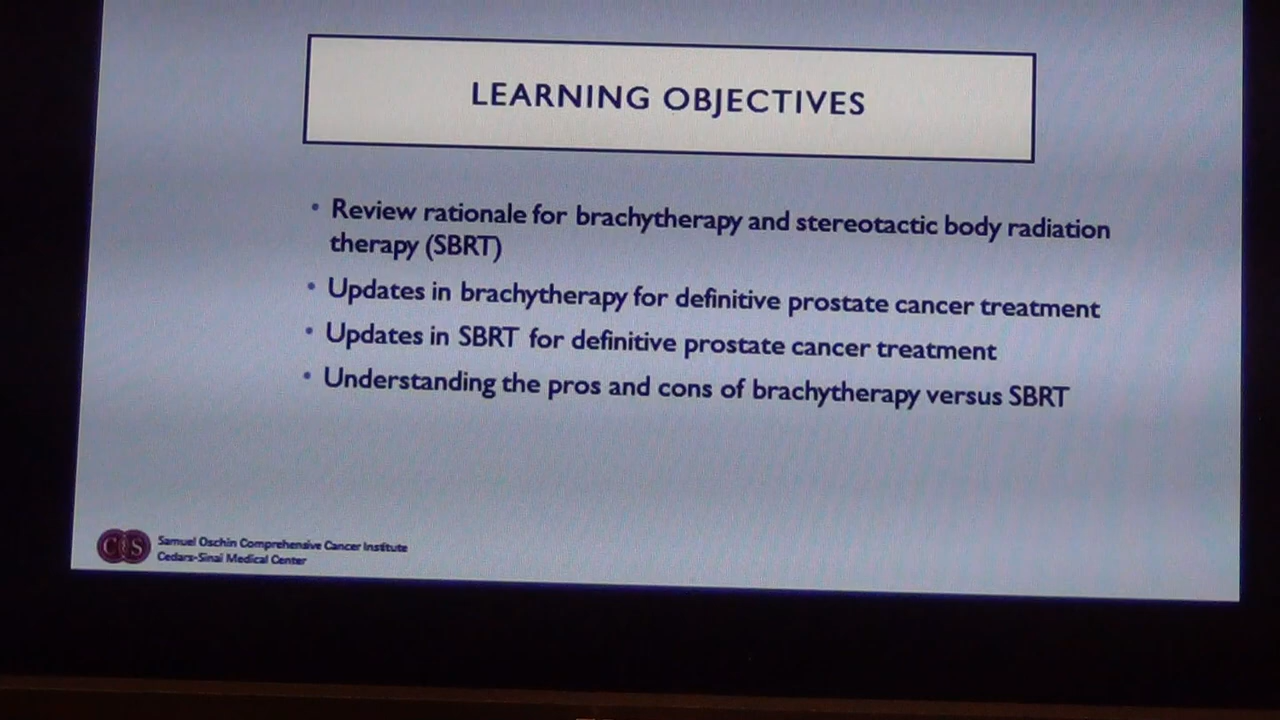 LEARNING OBJECTIVES
• Review rationale for brachytherapy and stereotactic body radiation
therapy (SBRT)
• Updates in brachytherapy for definitive prostate cancer treatment
• Updates in SBRT for definitive prostate cancer treatment
• Understanding the pros and cons of brachytherapy versus SBRT
CS
Samuel Oschin Comprehensive Cancer Institute
Cedars-Sinai Medical Center